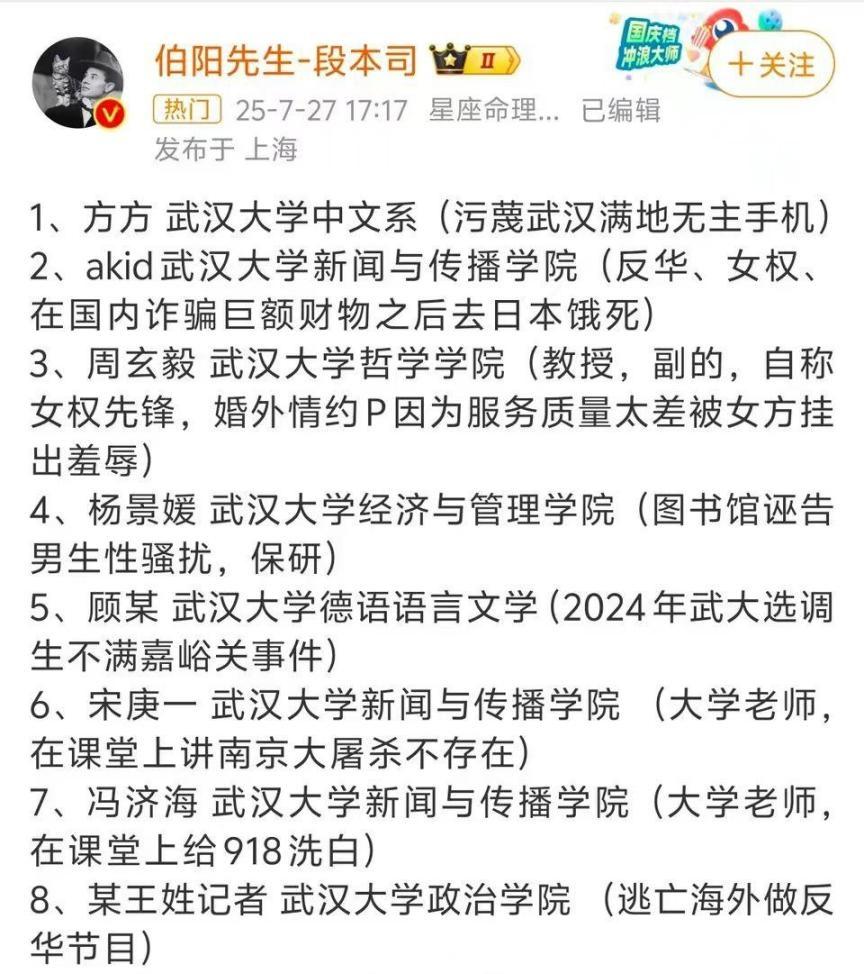 国庆档
冲浪大师
伯阳先生-段本司 II
+关注
热门 25-7-27 17:17 星座命理... 已编辑
发布于 上海
1、方方 武汉大学中文系（污蔑武汉满地无主手机）
2、akid武汉大学新闻与传播学院（反华、女权、
在国内诈骗巨额财物之后去日本饿死）
3、周玄毅 武汉大学哲学学院（教授，副的，自称
女权先锋，婚外情约P因为服务质量太差被女方挂
出羞辱）
4、杨景媛 武汉大学经济与管理学院（图书馆诬告
男生性骚扰，保研）
5、顾某 武汉大学德语语言文学(2024年武大选调
生不满嘉峪关事件）
6、宋庚一 武汉大学新闻与传播学院 （大学老师，
在课堂上讲南京大屠杀不存在）
7、冯济海 武汉大学新闻与传播学院（大学老师，
在课堂上给918洗白）
8、某王姓记者 武汉大学政治学院 （逃亡海外做反
华节目）